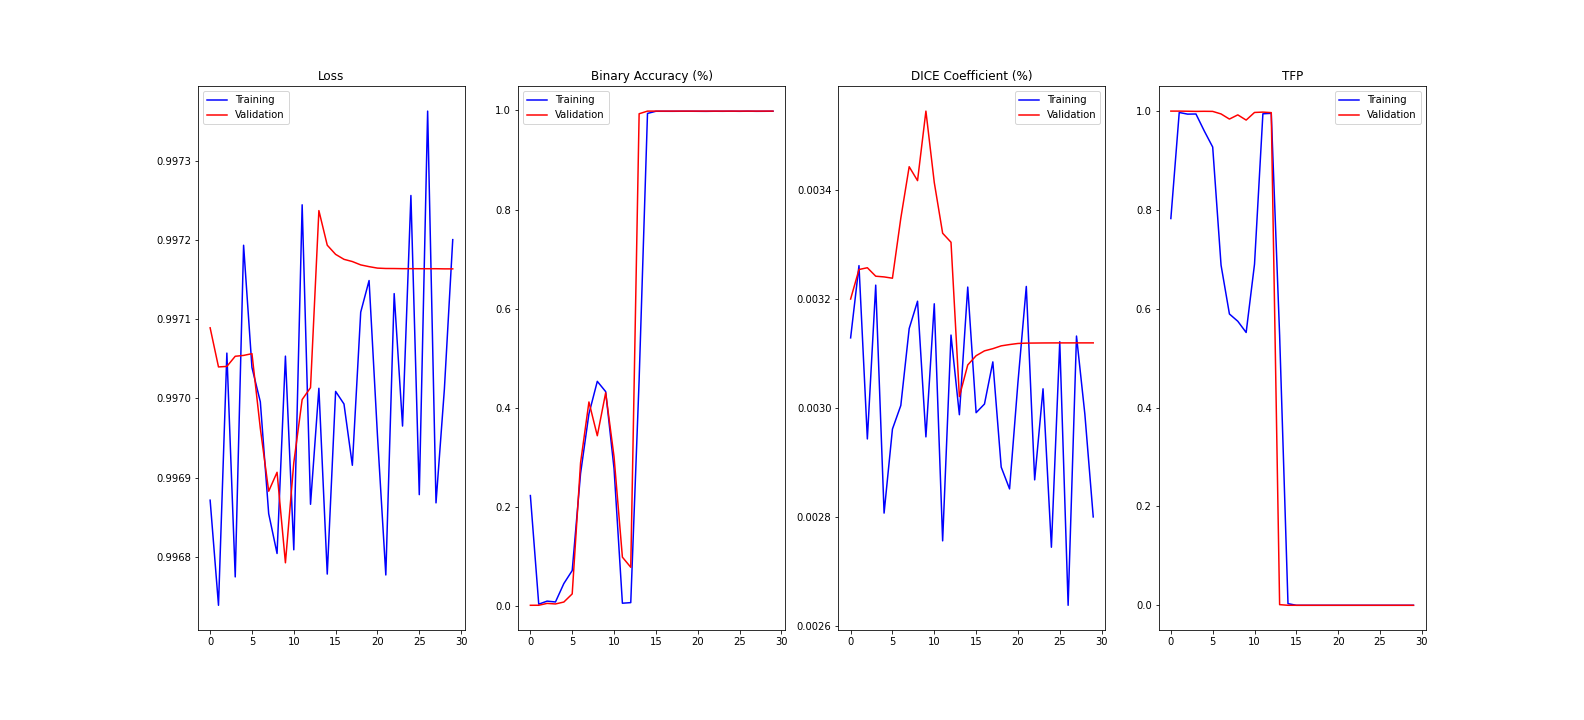 Loss
Training
Validation
0.9973
0.9972
0.9971
0.9970
0.9969
0.9968
0 5 10 15 20 25 30
Binary Accuracy (%)
Training
Validation
1.0
0.8
0.6
0.4
0.2
0.0
0 5 10 15 20 25 30
DICE Coefficient (%)
Training
Validation
0.0034
0.0032
0.0030
0.0028
0.0026
0 5 10 15 20 25 30
TFP
Training
Validation
1.0
0.8
0.6
0.4
0.2
0.0
0 5 10 15 20 25 30